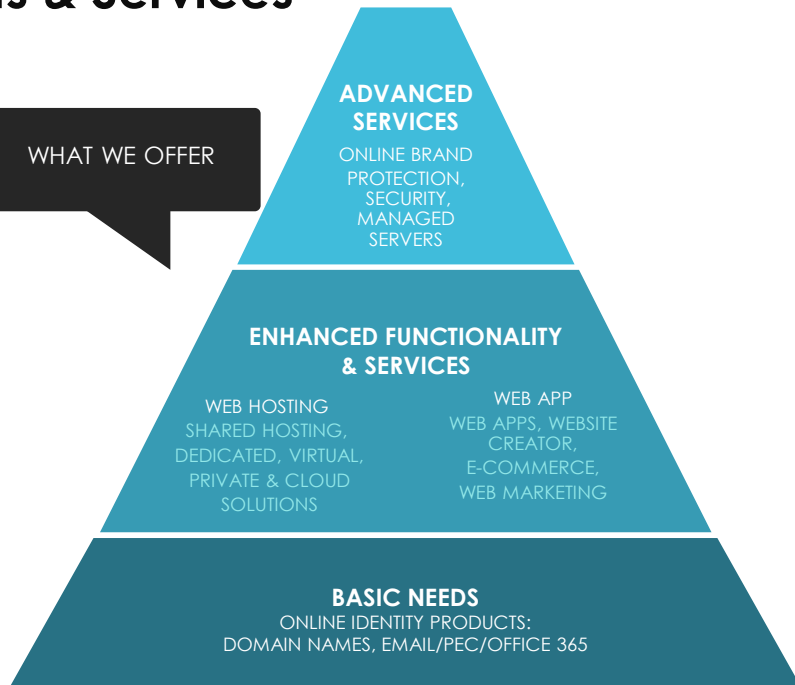 & Services
WHAT WE OFFER
ADVANCED
SERVICES
ONLINE BRAND
PROTECTION,
SECURITY,
MANAGED
SERVERS
ENHANCED FUNCTIONALITY
& SERVICES
WEB HOSTING
SHARED HOSTING,
DEDICATED, VIRTUAL,
PRIVATE & CLOUD
SOLUTIONS
WEB APP
WEB APPS, WEBSITE
CREATOR,
E-COMMERCE,
WEB MARKETING
BASIC NEEDS
ONLINE IDENTITY PRODUCTS:
DOMAIN NAMES, EMAIL/PEC/OFFICE 365